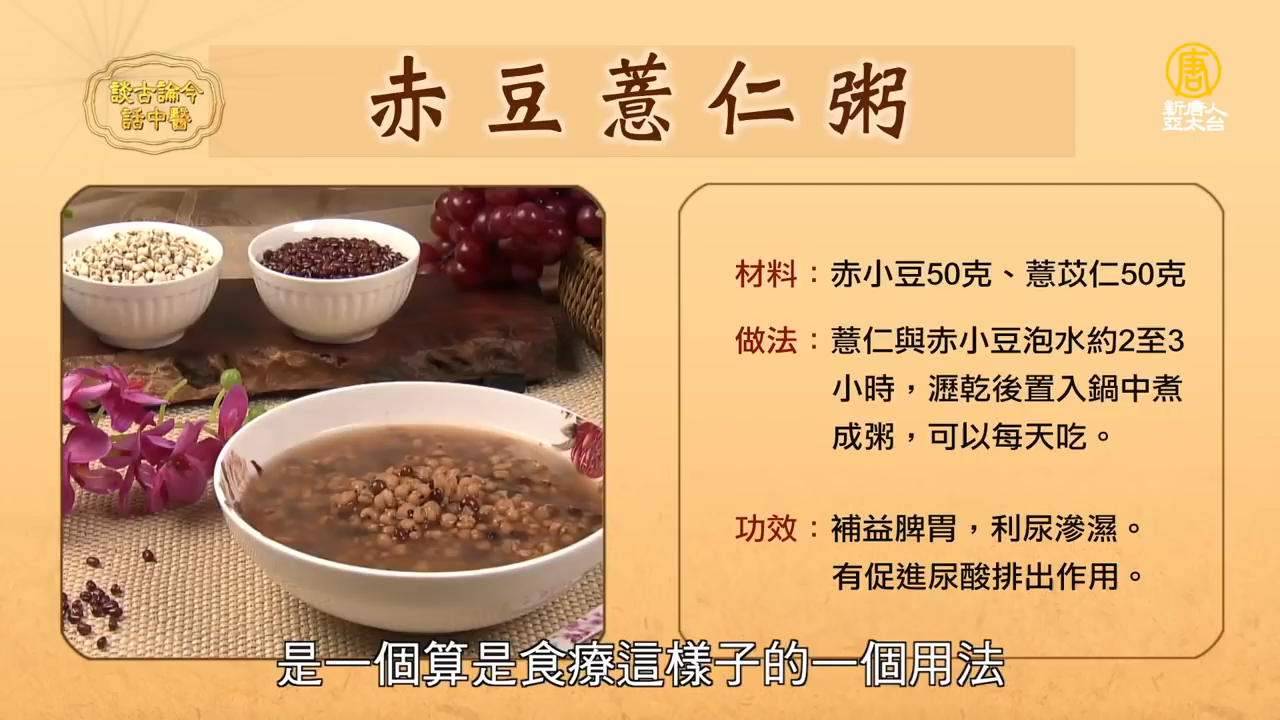 談古論今
話中醫
赤豆薏仁粥
唐
新唐人
亞太台
材料：赤小豆50克、薏苡仁50克
做法：薏仁與赤小豆泡水約2至3
小時，瀝乾後置入鍋中煮
成粥，可以每天吃。
功效：補益脾胃，利尿滲濕。
有促進尿酸排出作用。
是一個算是食療這樣子的一個用法